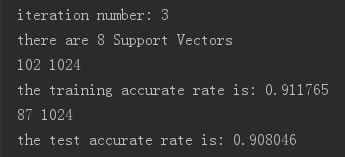 iteration number: 3
there are 8 Support Vectors
102 1024
the training accurate rate is: 0.911765
87 1024
the test accurate rate is: 0.908046